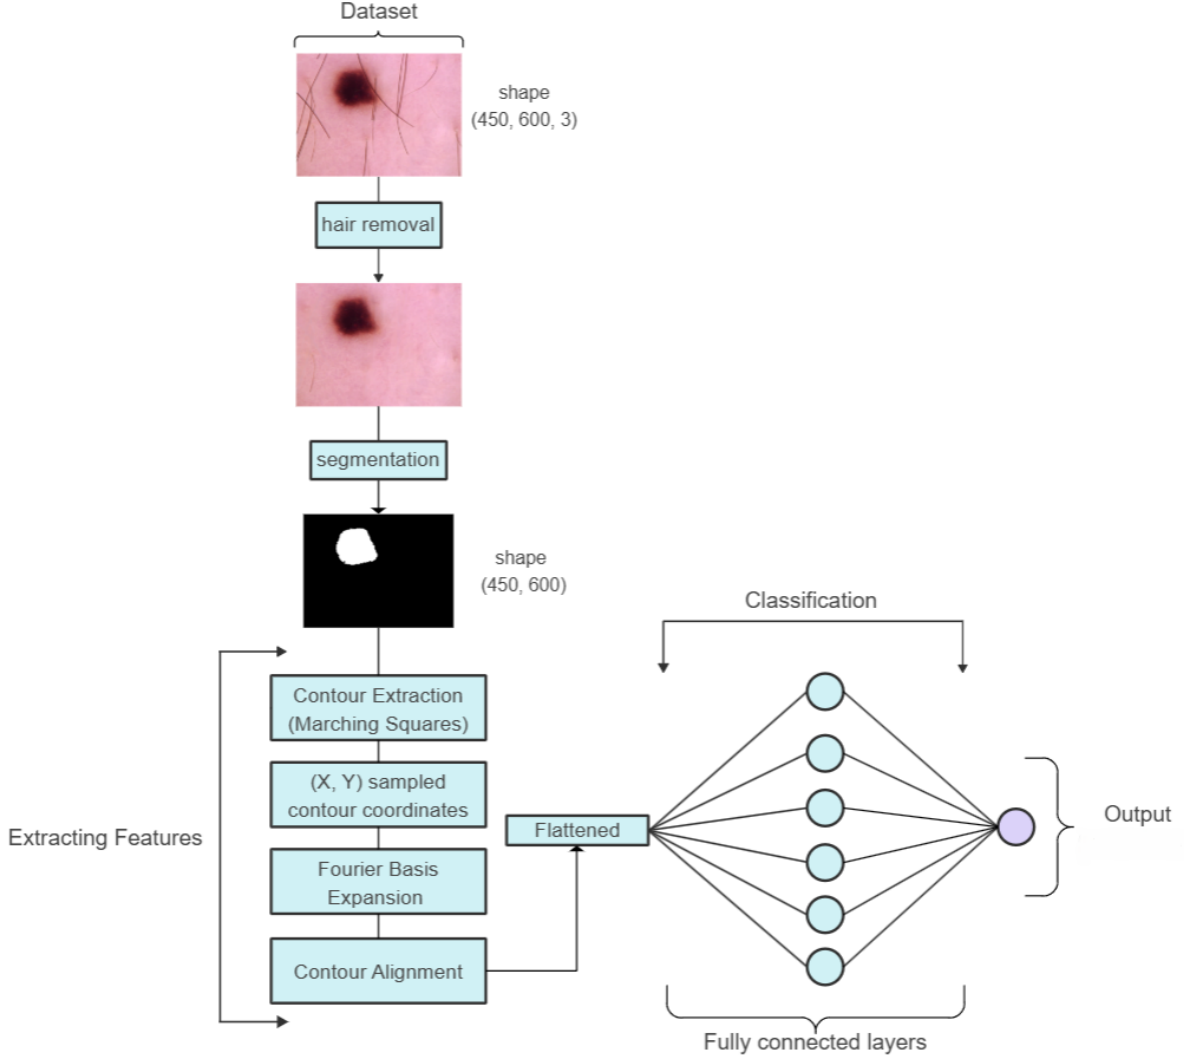 Dataset
shape
(450, 600, 3)
hair removal
segmentation
shape
(450, 600)
Contour Extraction
(Marching Squares)
(X, Y) sampled
contour coordinates
Fourier Basis
Expansion
Contour Alignment
Extracting Features
Flattened
Classification
Output
Fully connected layers